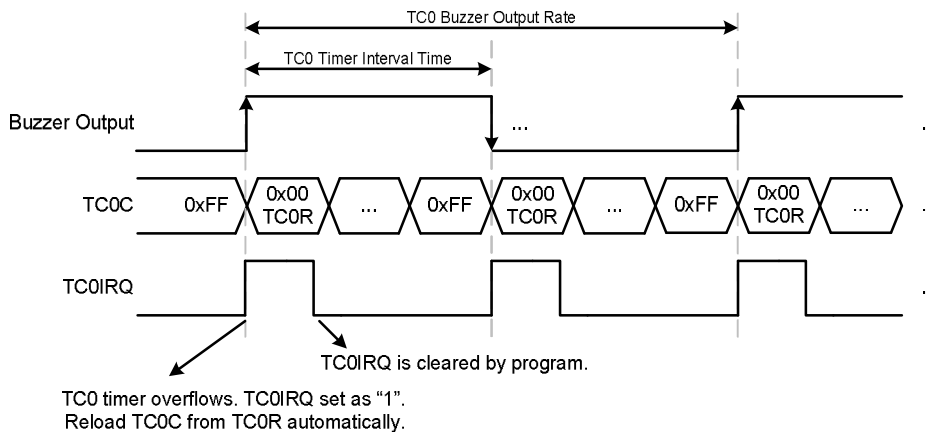 TC0 Buzzer Output Rate
TC0 Timer Interval Time
Buzzer Output
...
TC0C
0xFF
0x00
TC0R
...
0xFF
0x00
TC0R
...
0xFF
0x00
TC0R
...
.
TC0IRQ
.
TC0IRQ is cleared by program.
TC0 timer overflows. TC0IRQ set as “1”.
Reload TC0C from TC0R automatically.